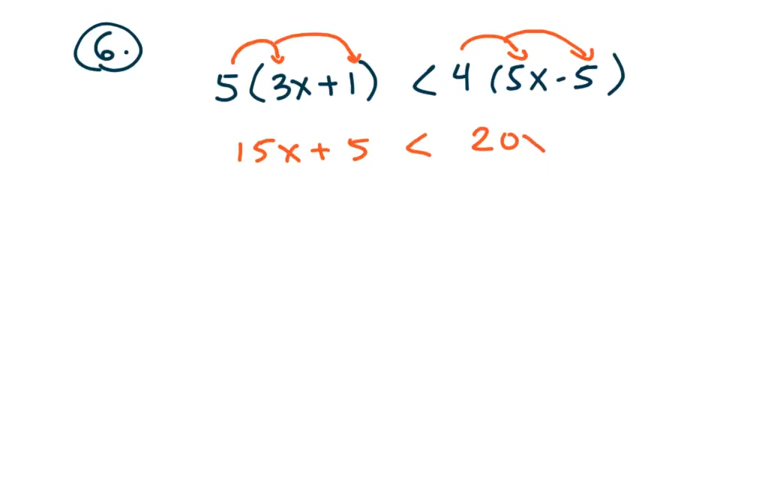 6.
5(3x+1) < 4(5x-5)
15x + 5 < 20